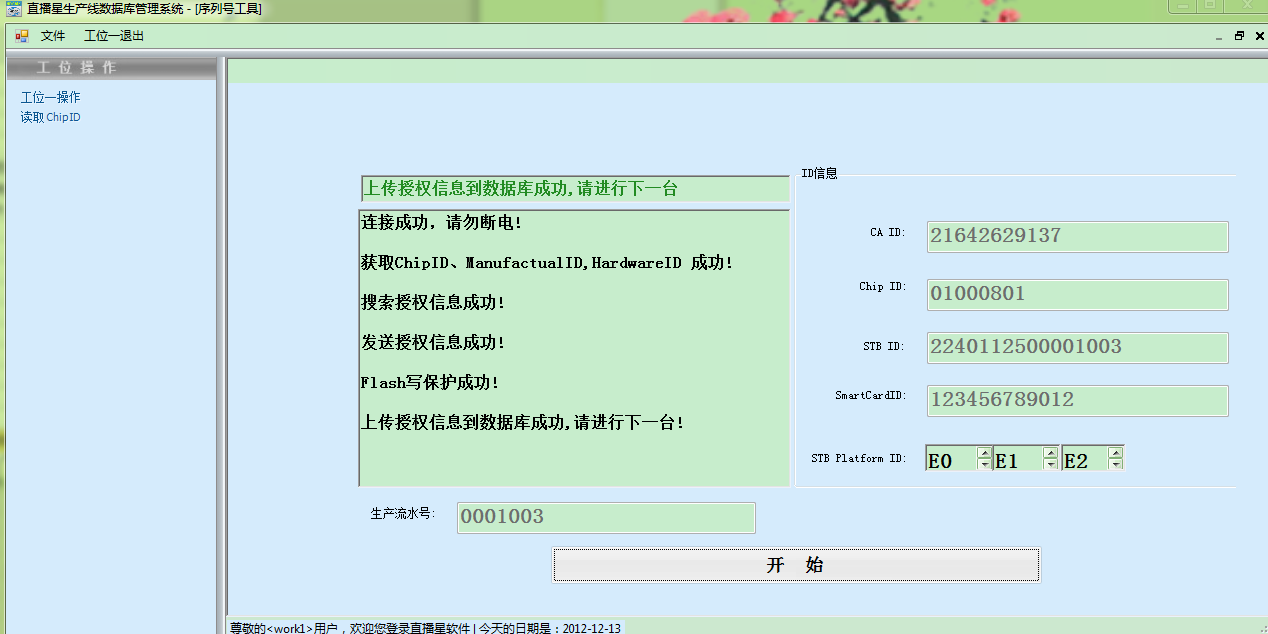 直播星生产线数据库管理系统 - [序列号工具]
文件 工位一退出
工 位 操 作
工位一操作
读取ChipID
上传授权信息到数据库成功,请进行下一台
连接成功，请勿断电!
获取ChipID、ManufactualID,HardwareID 成功!
搜索授权信息成功!
发送授权信息成功!
Flash写保护成功!
上传授权信息到数据库成功,请进行下一台!
ID信息
CA ID: 21642629137
Chip ID: 01000801
STB ID: 2240112500001003
SmartCardID: 123456789012
STB Platform ID: E0 E1 E2
生产流水号: 0001003
开 始
尊敬的<work1>用户，欢迎您登录直播星软件 | 今天的日期是：2012-12-13